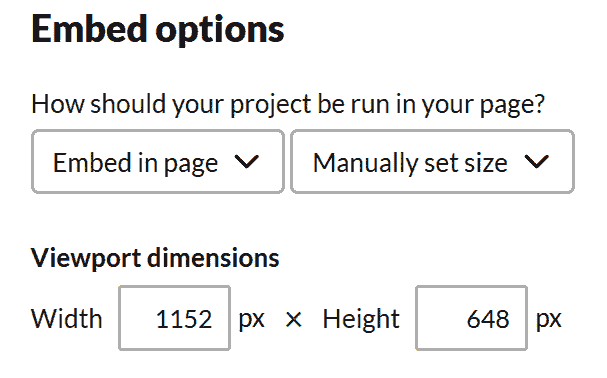 Embed options
How should your project be run in your page?
Embed in page Manually set size
Viewport dimensions
Width 1152 px × Height 648 px